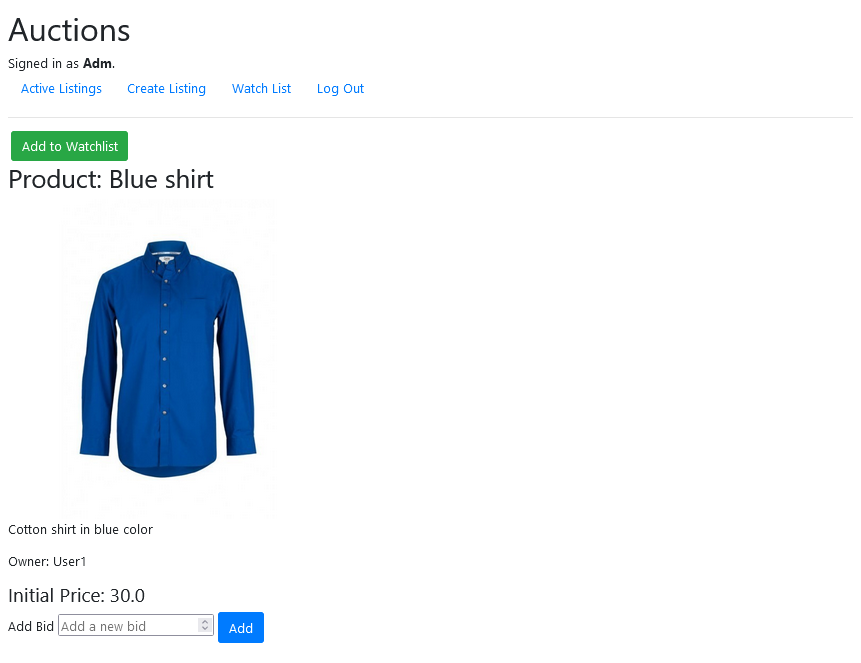 Auctions
Signed in as Adm.
Active Listings Create Listing Watch List Log Out
Add to Watchlist
Product: Blue shirt
Cotton shirt in blue color
Owner: User1
Initial Price: 30.0
Add Bid Add a new bid Add